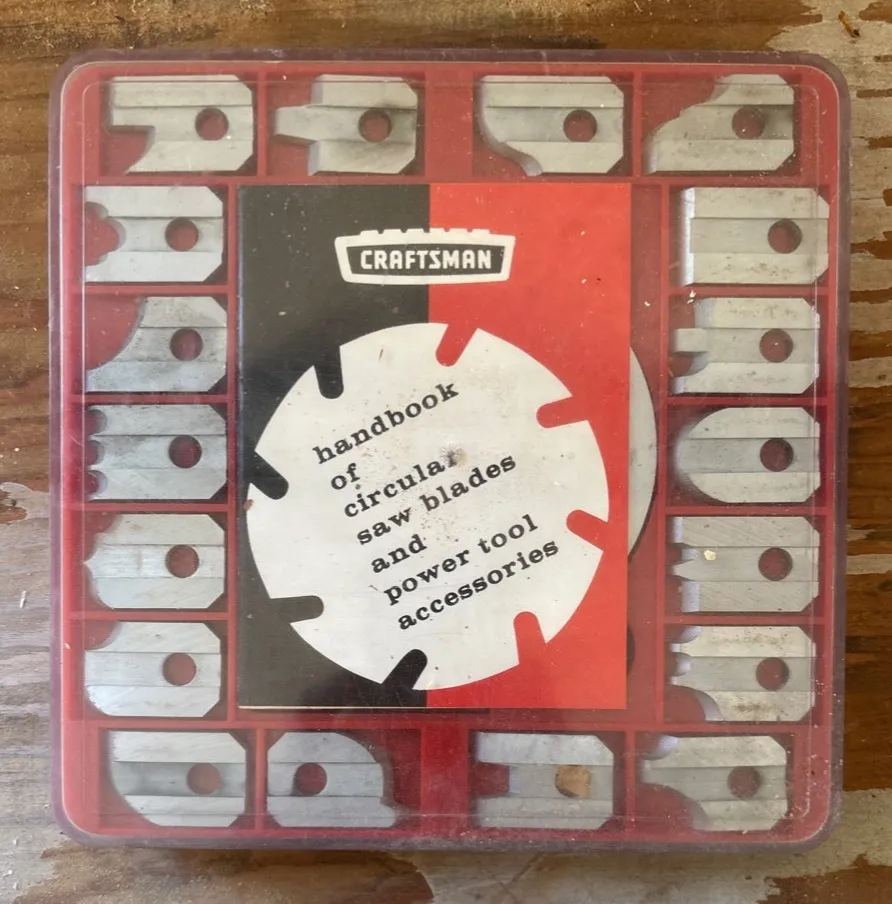 CRAFTSMAN
handbook
of
circular
saw blades
and
power tool
accessories